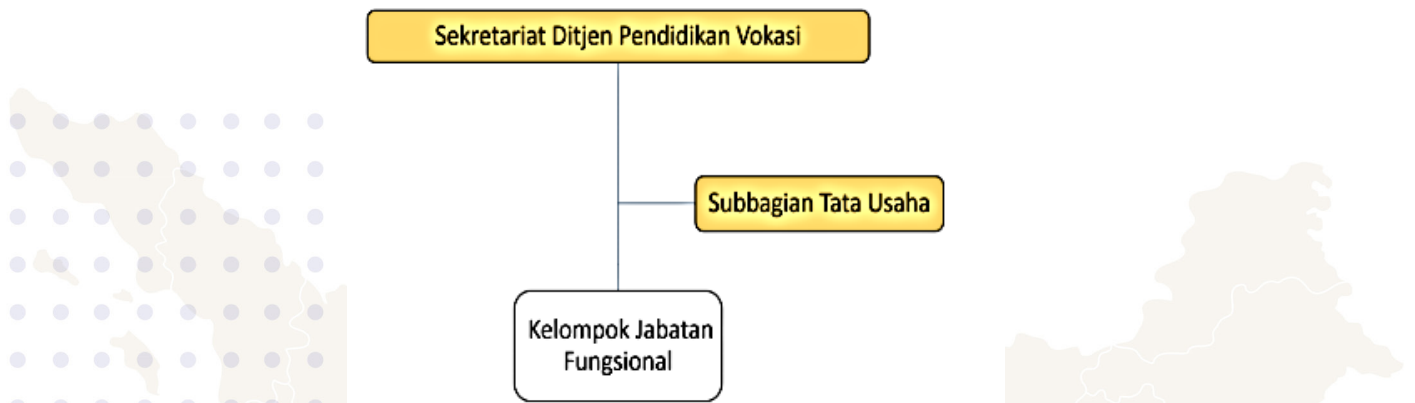 Sekretariat Ditjen Pendidikan Vokasi
Subbagian Tata Usaha
Kelompok Jabatan
Fungsional